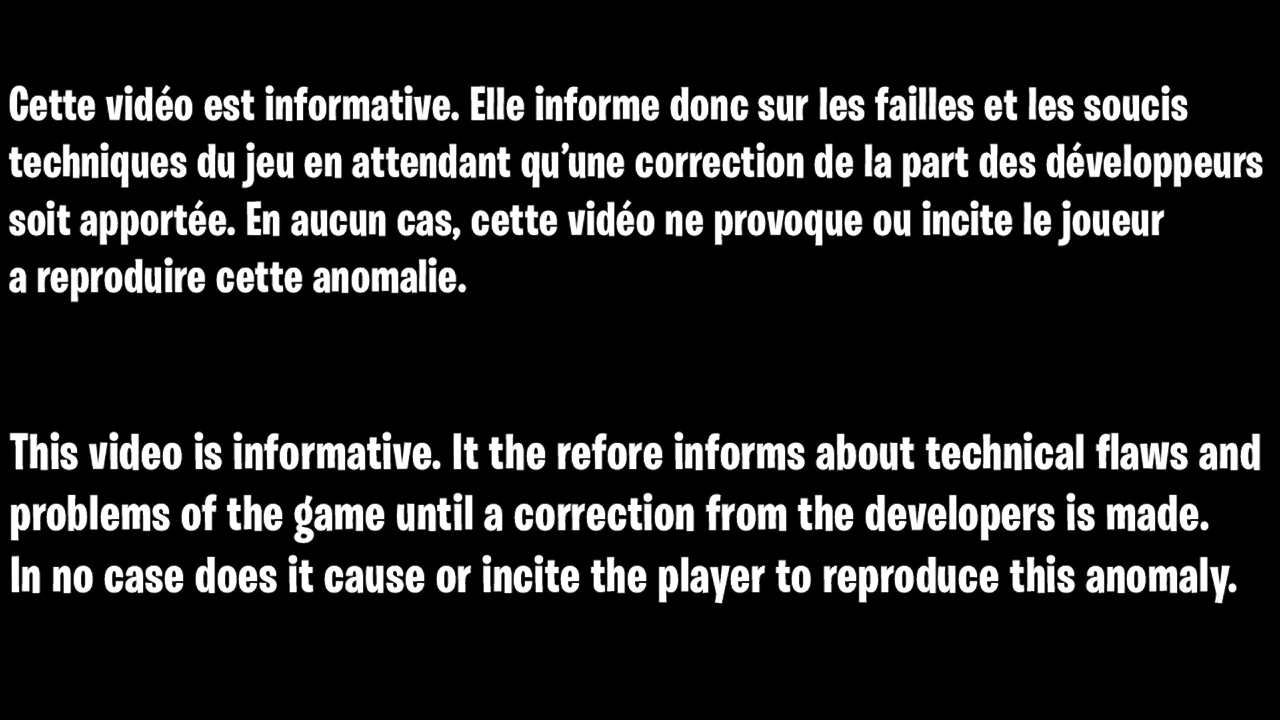 Cette vidéo est informative. Elle informe donc sur les failles et les soucis
techniques du jeu en attendant qu’une correction de la part des développeurs
soit apportée. En aucun cas, cette vidéo ne provoque ou incite le joueur
a reproduire cette anomalie.
This video is informative. It the refore informs about technical flaws and
problems of the game until a correction from the developers is made.
In no case does it cause or incite the player to reproduce this anomaly.